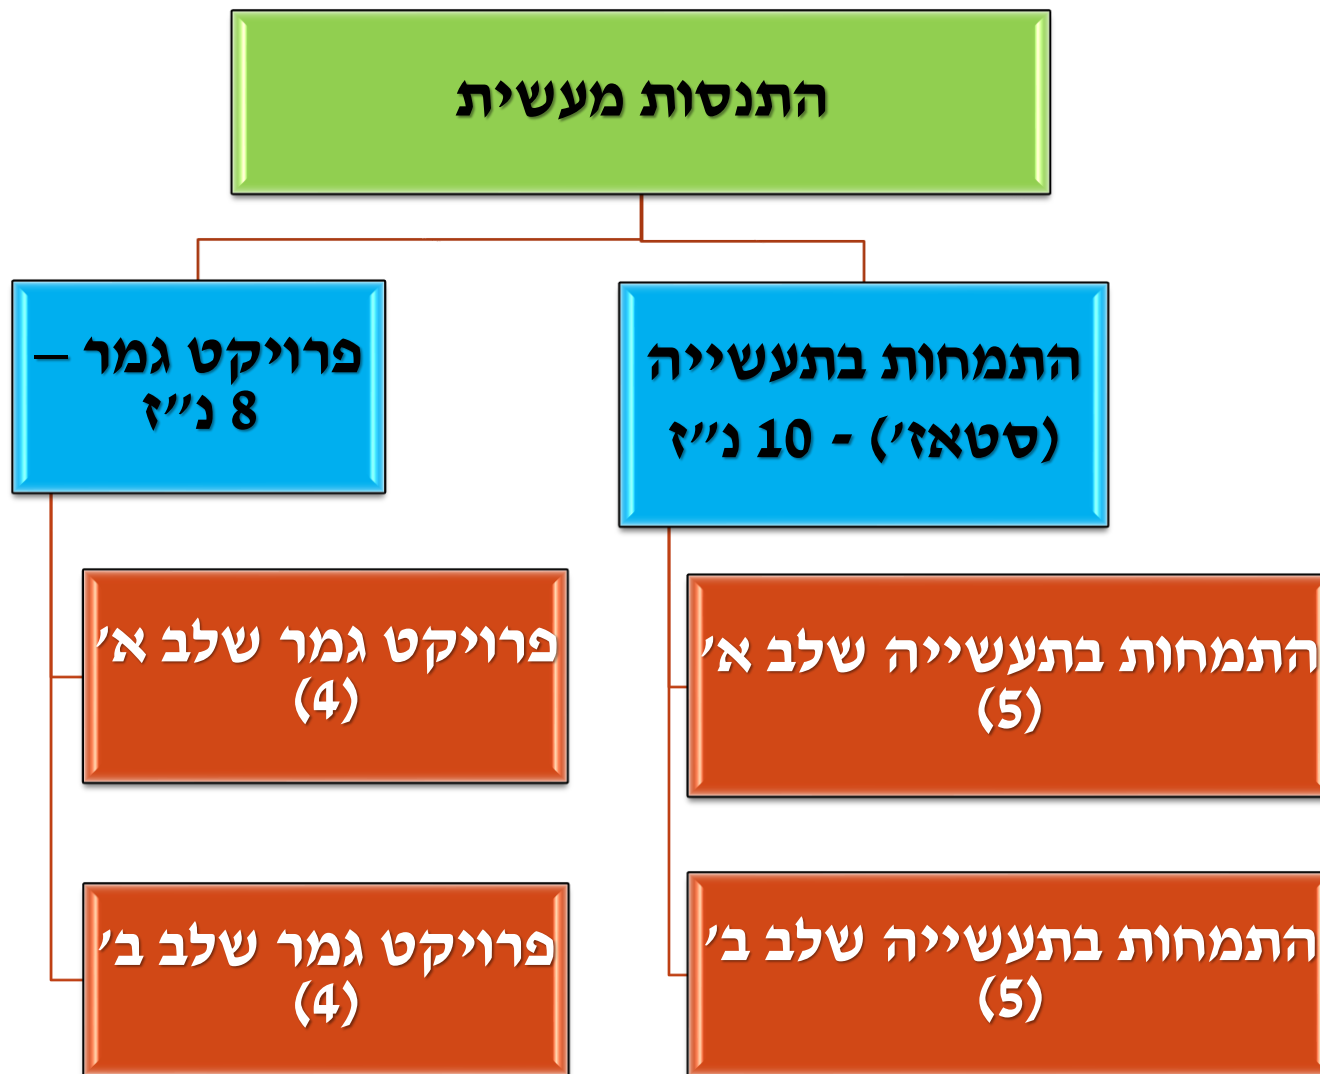 התנסות מעשית
התמחות בתעשייה
(סטאז') - 10 נ"ז
פרויקט גמר –
8 נ"ז
התמחות בתעשייה שלב א'
(5)
התמחות בתעשייה שלב ב'
(5)
פרויקט גמר שלב א'
(4)
פרויקט גמר שלב ב'
(4)